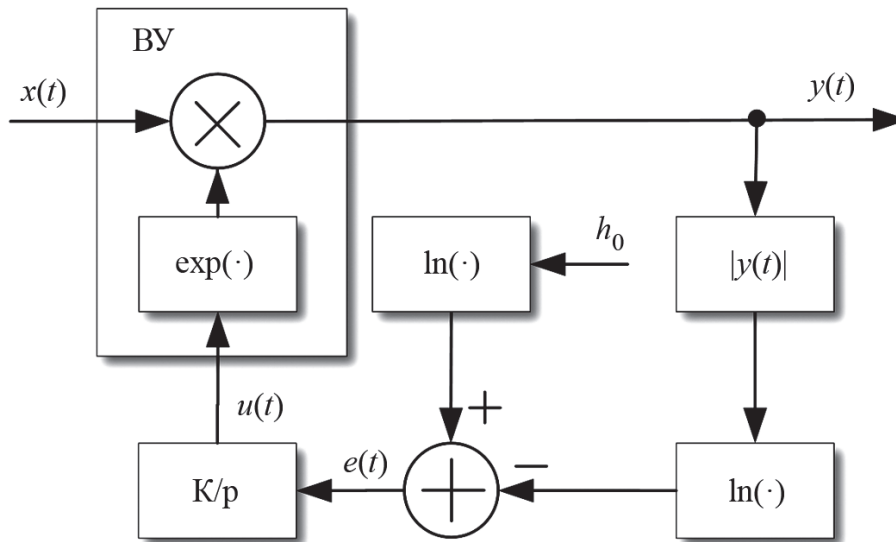 ВУ
x(t)
y(t)
exp(·)
ln(·)
h₀
|y(t)|
u(t)
+
К/р
e(t)
−
ln(·)